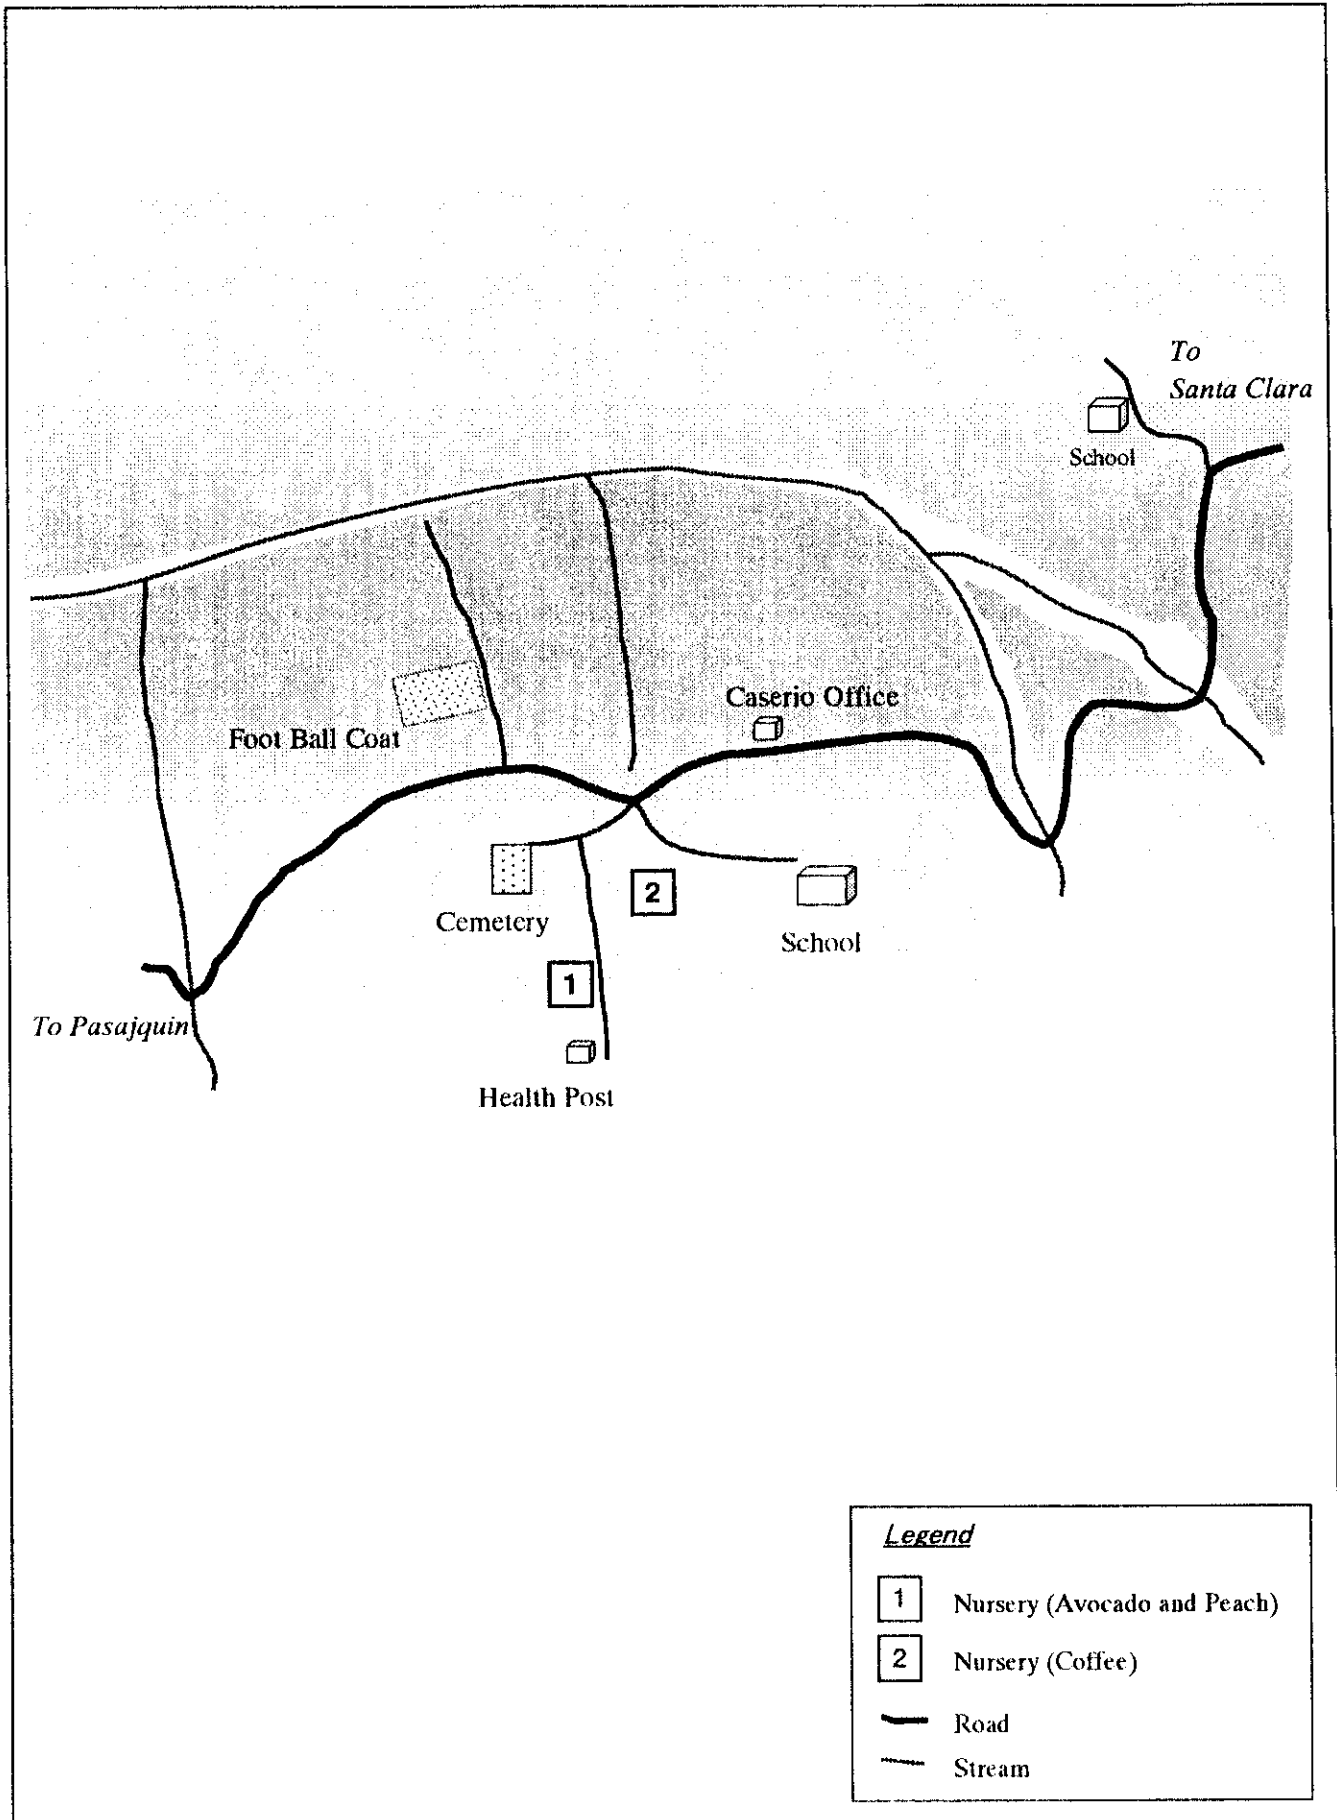 To
Santa Clara
School
Caserio Office
Foot Ball Coat
2
Cemetery
School
1
To Pasajquin
Health Post
Legend
1 Nursery (Avocado and Peach)
2 Nursery (Coffee)
Road
Stream